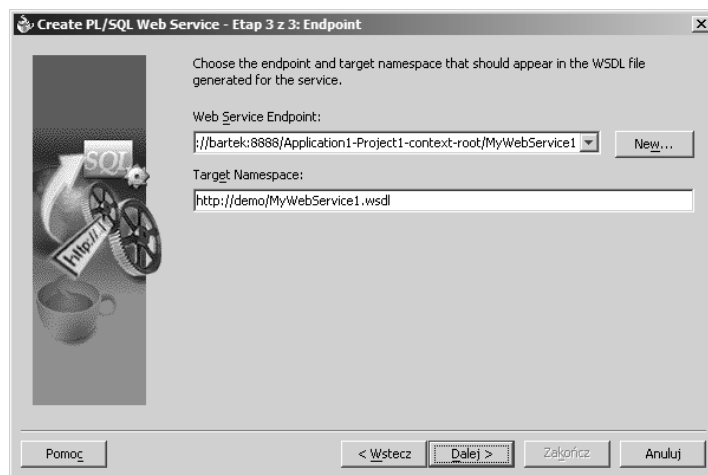 Create PL/SQL Web Service - Etap 3 z 3: Endpoint
Choose the endpoint and target namespace that should appear in the WSDL file
generated for the service.
Web Service Endpoint:
://bartek:8888/Application1-Project1-context-root/MyWebService1
New...
Target Namespace:
http://demo/MyWebService1.wsdl
SQL
http://
Pomoc
< Wstecz
Dalej >
Zakończ
Anuluj